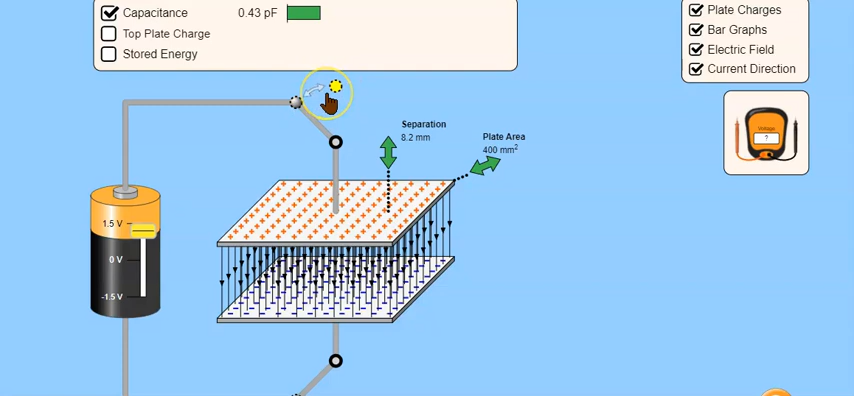 Capacitance 0.43 pF
Top Plate Charge
Stored Energy
Plate Charges
Bar Graphs
Electric Field
Current Direction
Voltage
?
Separation
8.2 mm
Plate Area
400 mm²
1.5 V
0 V
-1.5 V